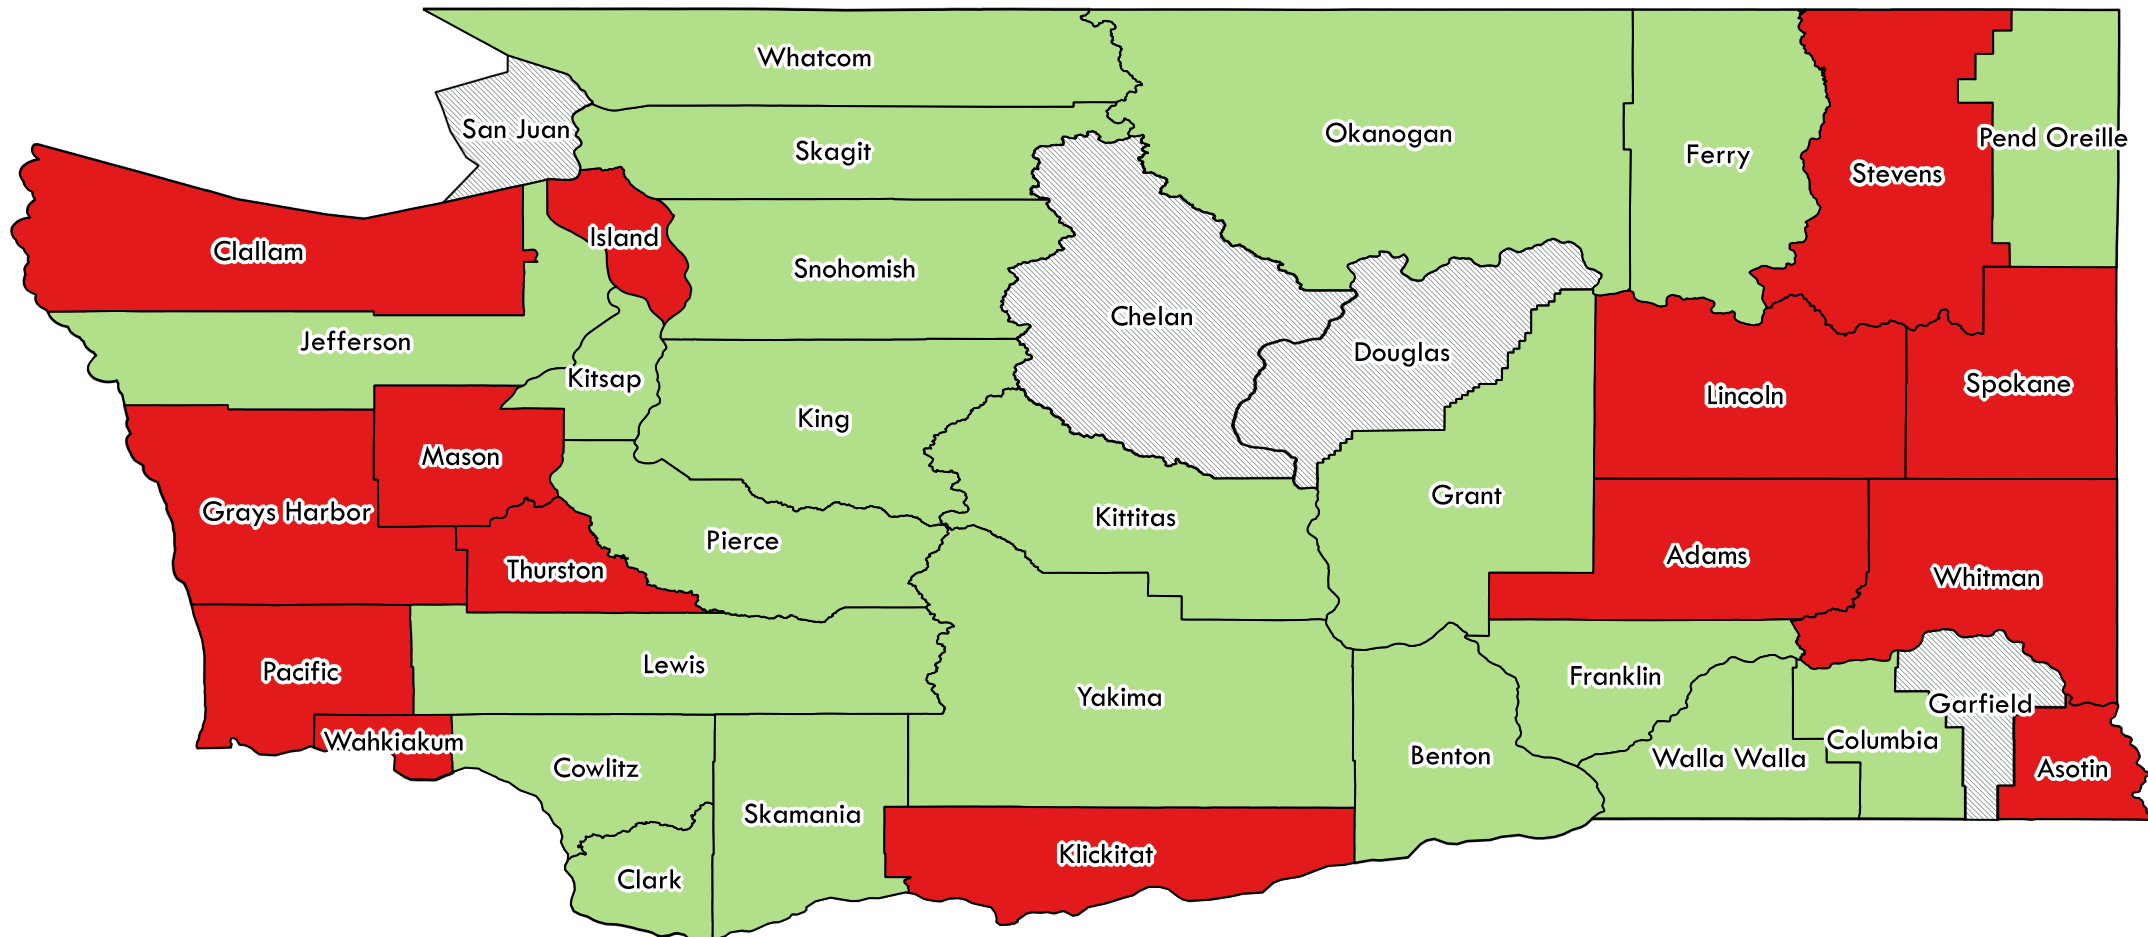 Whatcom
San Juan
Skagit
Okanogan
Ferry
Stevens
Pend Oreille
Clallam
Island
Snohomish
Chelan
Jefferson
Kitsap
King
Douglas
Lincoln
Spokane
Mason
Grays Harbor
Thurston
Pierce
Kittitas
Grant
Adams
Whitman
Pacific
Lewis
Yakima
Franklin
Garfield
Wahkiakum
Cowlitz
Skamania
Benton
Walla Walla
Columbia
Asotin
Clark
Klickitat